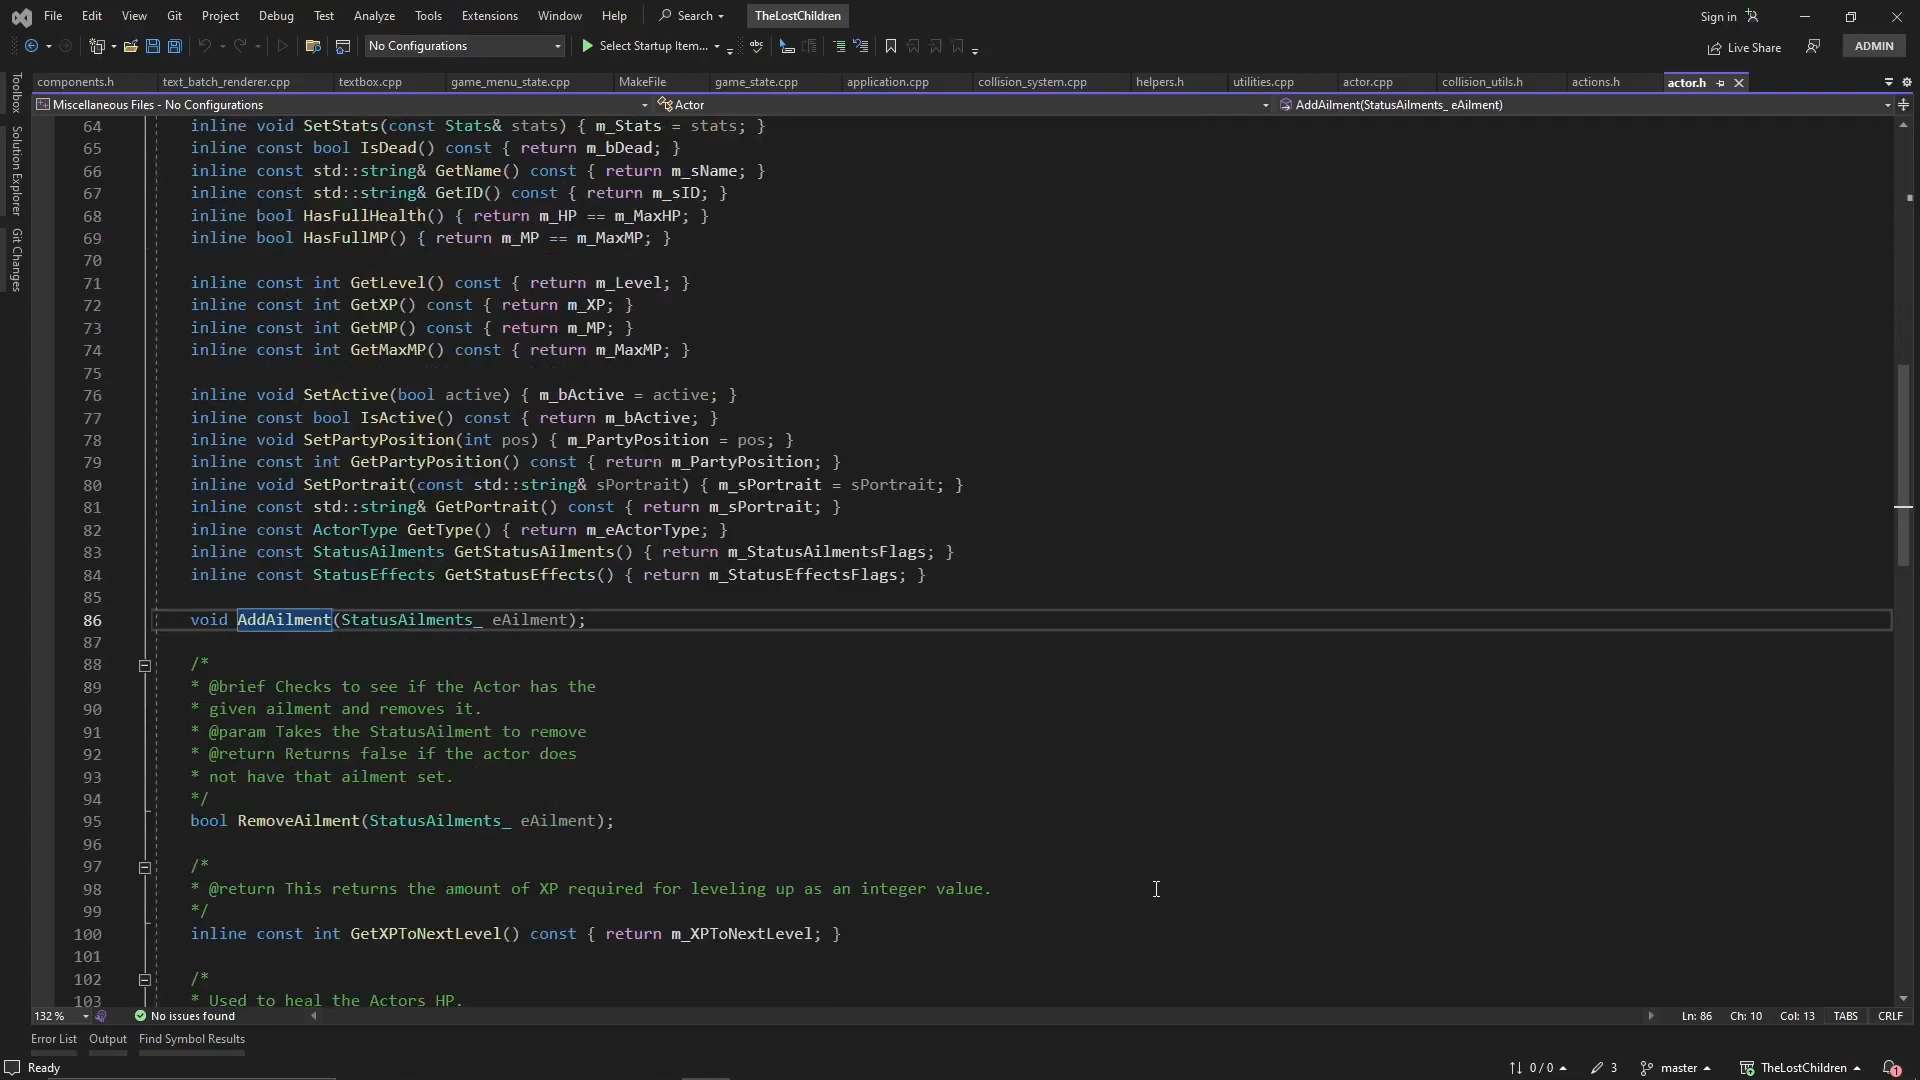 File Edit View Git Project Debug Test Analyze Tools Extensions Window Help Search TheLostChildren Sign in
No Configurations Select Startup Item... abc Live Share ADMIN
components.h text_batch_renderer.cpp textbox.cpp game_menu_state.cpp MakeFile game_state.cpp application.cpp collision_system.cpp helpers.h utilities.cpp actor.cpp collision_utils.h actions.h actor.h
Miscellaneous Files - No Configurations Actor AddAilment(StatusAilments_ eAilment)
Toolbox
Solution Explorer
Git Changes
64 inline void SetStats(const Stats& stats) { m_Stats = stats; }
65 inline const bool IsDead() const { return m_bDead; }
66 inline const std::string& GetName() const { return m_sName; }
67 inline const std::string& GetID() const { return m_sID; }
68 inline bool HasFullHealth() { return m_HP == m_MaxHP; }
69 inline bool HasFullMP() { return m_MP == m_MaxMP; }
70
71 inline const int GetLevel() const { return m_Level; }
72 inline const int GetXP() const { return m_XP; }
73 inline const int GetMP() const { return m_MP; }
74 inline const int GetMaxMP() const { return m_MaxMP; }
75
76 inline void SetActive(bool active) { m_bActive = active; }
77 inline const bool IsActive() const { return m_bActive; }
78 inline void SetPartyPosition(int pos) { m_PartyPosition = pos; }
79 inline const int GetPartyPosition() const { return m_PartyPosition; }
80 inline void SetPortrait(const std::string& sPortrait) { m_sPortrait = sPortrait; }
81 inline const std::string& GetPortrait() const { return m_sPortrait; }
82 inline const ActorType GetType() { return m_eActorType; }
83 inline const StatusAilments GetStatusAilments() { return m_StatusAilmentsFlags; }
84 inline const StatusEffects GetStatusEffects() { return m_StatusEffectsFlags; }
85
86 void AddAilment(StatusAilments_ eAilment);
87
88 /*
89 * @brief Checks to see if the Actor has the
90 * given ailment and removes it.
91 * @param Takes the StatusAilment to remove
92 * @return Returns false if the actor does
93 * not have that ailment set.
94 */
95 bool RemoveAilment(StatusAilments_ eAilment);
96
97 /*
98 * @return This returns the amount of XP required for leveling up as an integer value.
99 */
100 inline const int GetXPToNextLevel() const { return m_XPToNextLevel; }
101
102 /*
103 * Used to heal the Actors HP.
132 % No issues found Ln: 86 Ch: 10 Col: 13 TABS CRLF
Error List Output Find Symbol Results
Ready 0 / 0 3 master TheLostChildren 1